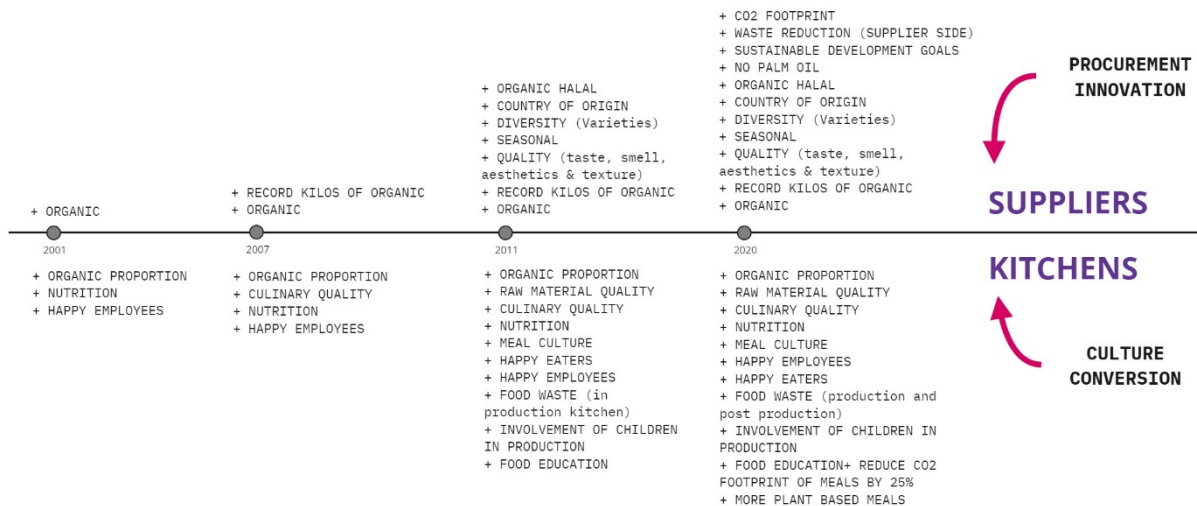 + ORGANIC
2001
+ ORGANIC PROPORTION
+ NUTRITION
+ HAPPY EMPLOYEES
+ RECORD KILOS OF ORGANIC
+ ORGANIC
2007
+ ORGANIC PROPORTION
+ CULINARY QUALITY
+ NUTRITION
+ HAPPY EMPLOYEES
+ ORGANIC HALAL
+ COUNTRY OF ORIGIN
+ DIVERSITY (Varieties)
+ SEASONAL
+ QUALITY (taste, smell,
aesthetics & texture)
+ RECORD KILOS OF ORGANIC
+ ORGANIC
2011
+ ORGANIC PROPORTION
+ RAW MATERIAL QUALITY
+ CULINARY QUALITY
+ NUTRITION
+ MEAL CULTURE
+ HAPPY EATERS
+ HAPPY EMPLOYEES
+ FOOD WASTE (in
production kitchen)
+ INVOLVEMENT OF CHILDREN
IN PRODUCTION
+ FOOD EDUCATION
+ CO2 FOOTPRINT
+ WASTE REDUCTION (SUPPLIER SIDE)
+ SUSTAINABLE DEVELOPMENT GOALS
+ NO PALM OIL
+ ORGANIC HALAL
+ COUNTRY OF ORIGIN
+ DIVERSITY (Varieties)
+ SEASONAL
+ QUALITY (taste, smell,
aesthetics & texture)
+ RECORD KILOS OF ORGANIC
+ ORGANIC
2020
+ ORGANIC PROPORTION
+ RAW MATERIAL QUALITY
+ CULINARY QUALITY
+ NUTRITION
+ MEAL CULTURE
+ HAPPY EMPLOYEES
+ HAPPY EATERS
+ FOOD WASTE (production and
post production)
+ INVOLVEMENT OF CHILDREN IN
PRODUCTION
+ FOOD EDUCATION+ REDUCE CO2
FOOTPRINT OF MEALS BY 25%
+ MORE PLANT BASED MEALS
PROCUREMENT
INNOVATION
SUPPLIERS
KITCHENS
CULTURE
CONVERSION